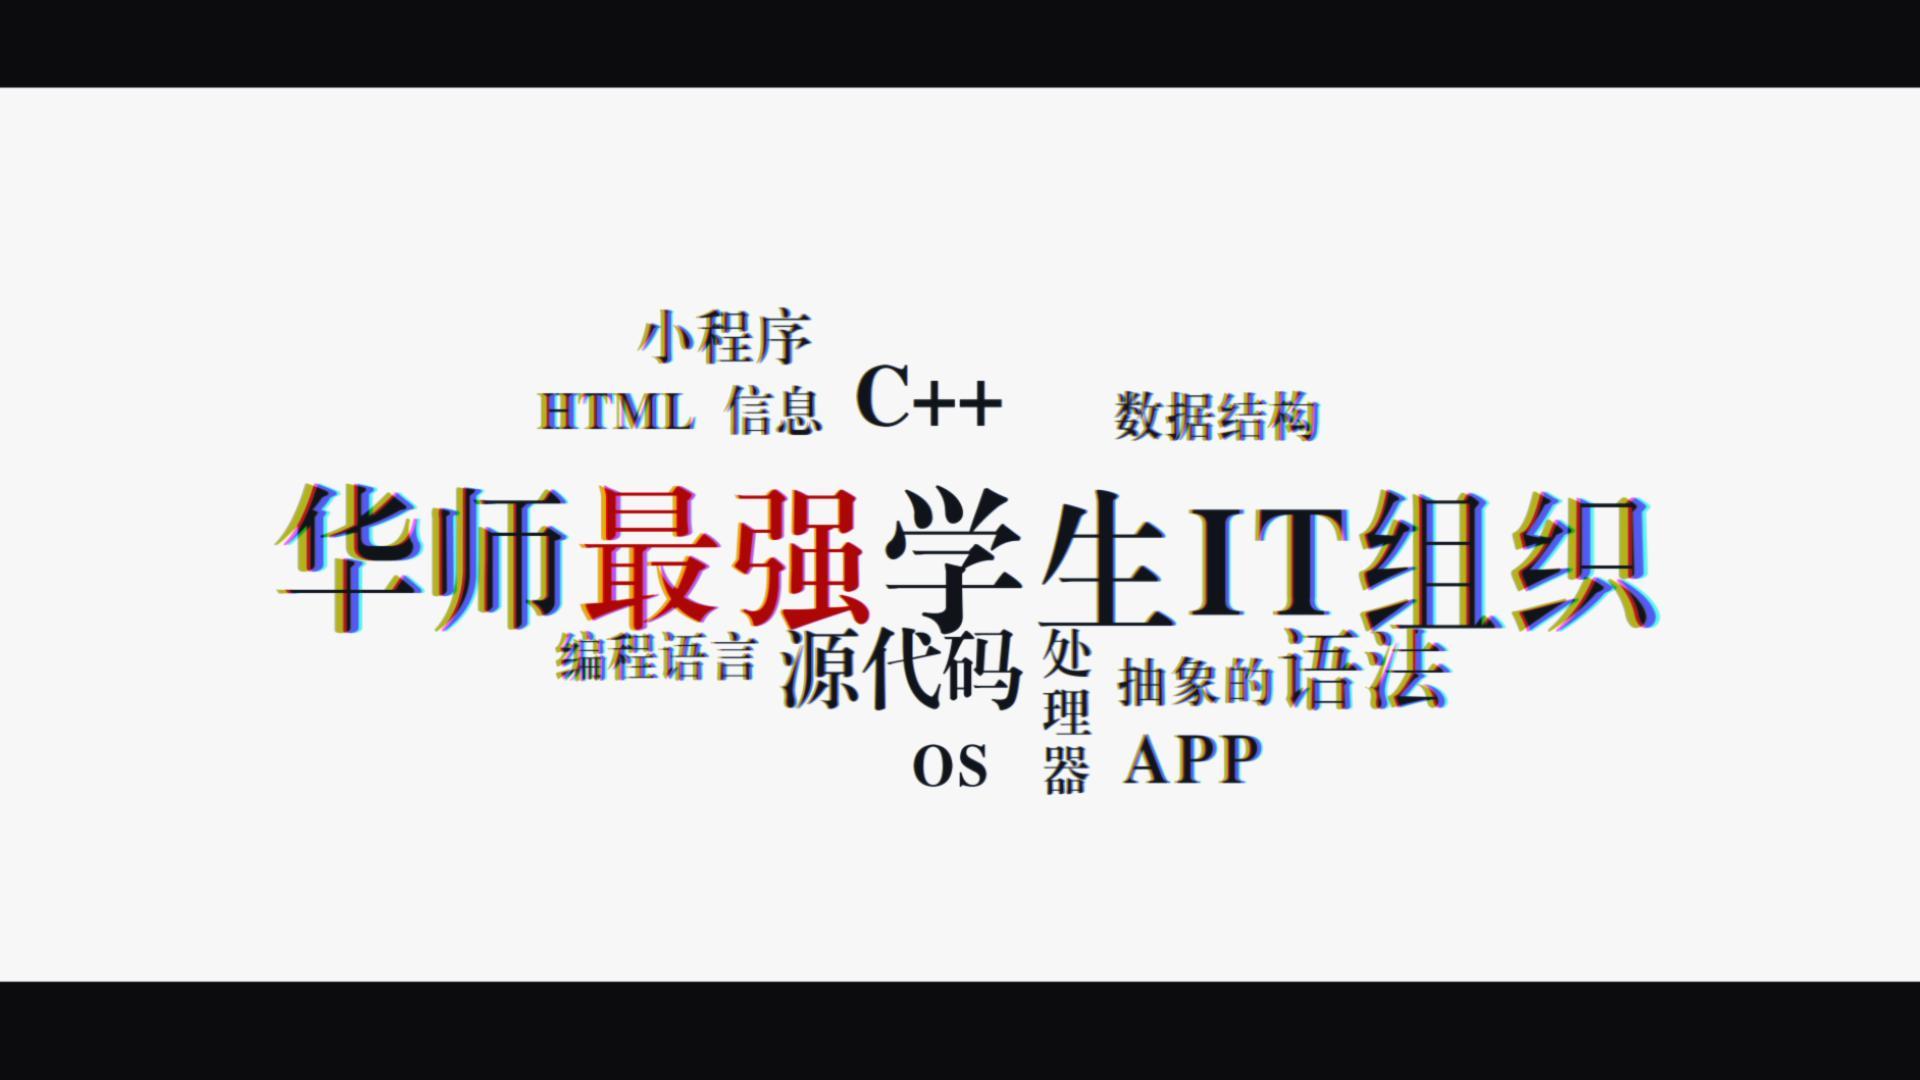 小程序
HTML 信息 C++ 数据结构
华师最强学生IT组织
编程语言 源代码 处理器 抽象的语法
OS APP